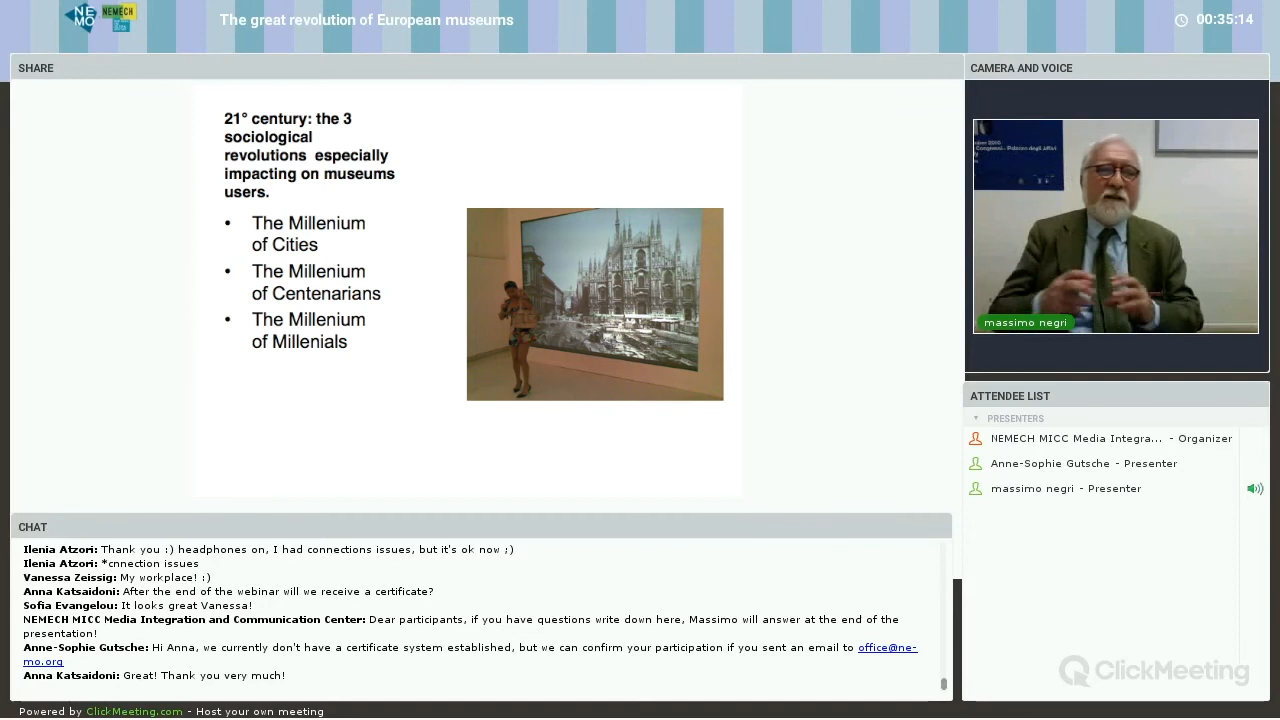 NE
MO
NEMECH
The great revolution of European museums
00:35:14
SHARE
21° century: the 3
sociological
revolutions especially
impacting on museums
users.
• The Millenium
of Cities
• The Millenium
of Centenarians
• The Millenium
of Millenials
CAMERA AND VOICE
massimo negri
ATTENDEE LIST
PRESENTERS
NEMECH MICC Media Integra... - Organizer
Anne-Sophie Gutsche - Presenter
massimo negri - Presenter
CHAT
Ilenia Atzori: Thank you :) headphones on, I had connections issues, but it's ok now ;)
Ilenia Atzori: *cnnection issues
Vanessa Zeissig: My workplace! :)
Anna Katsaidoni: After the end of the webinar will we receive a certificate?
Sofia Evangelou: It looks great Vanessa!
NEMECH MICC Media Integration and Communication Center: Dear participants, if you have questions write down here, Massimo will answer at the end of the
presentation!
Anne-Sophie Gutsche: Hi Anna, we currently don't have a certificate system established, but we can confirm your participation if you sent an email to office@ne-
mo.org
Anna Katsaidoni: Great! Thank you very much!
ClickMeeting
Powered by ClickMeeting.com - Host your own meeting